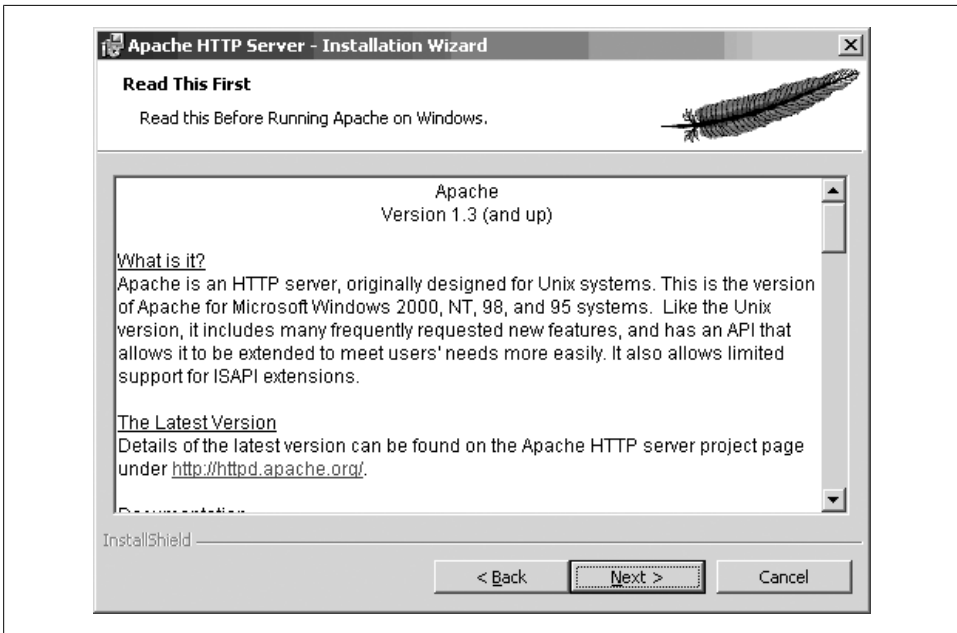 Apache HTTP Server - Installation Wizard
Read This First
Read this Before Running Apache on Windows.
Apache
Version 1.3 (and up)
What is it?
Apache is an HTTP server, originally designed for Unix systems. This is the version
of Apache for Microsoft Windows 2000, NT, 98, and 95 systems.  Like the Unix
version, it includes many frequently requested new features, and has an API that
allows it to be extended to meet users' needs more easily. It also allows limited
support for ISAPI extensions.
The Latest Version
Details of the latest version can be found on the Apache HTTP server project page
under http://httpd.apache.org/.
Documentation
InstallShield
< Back
Next >
Cancel